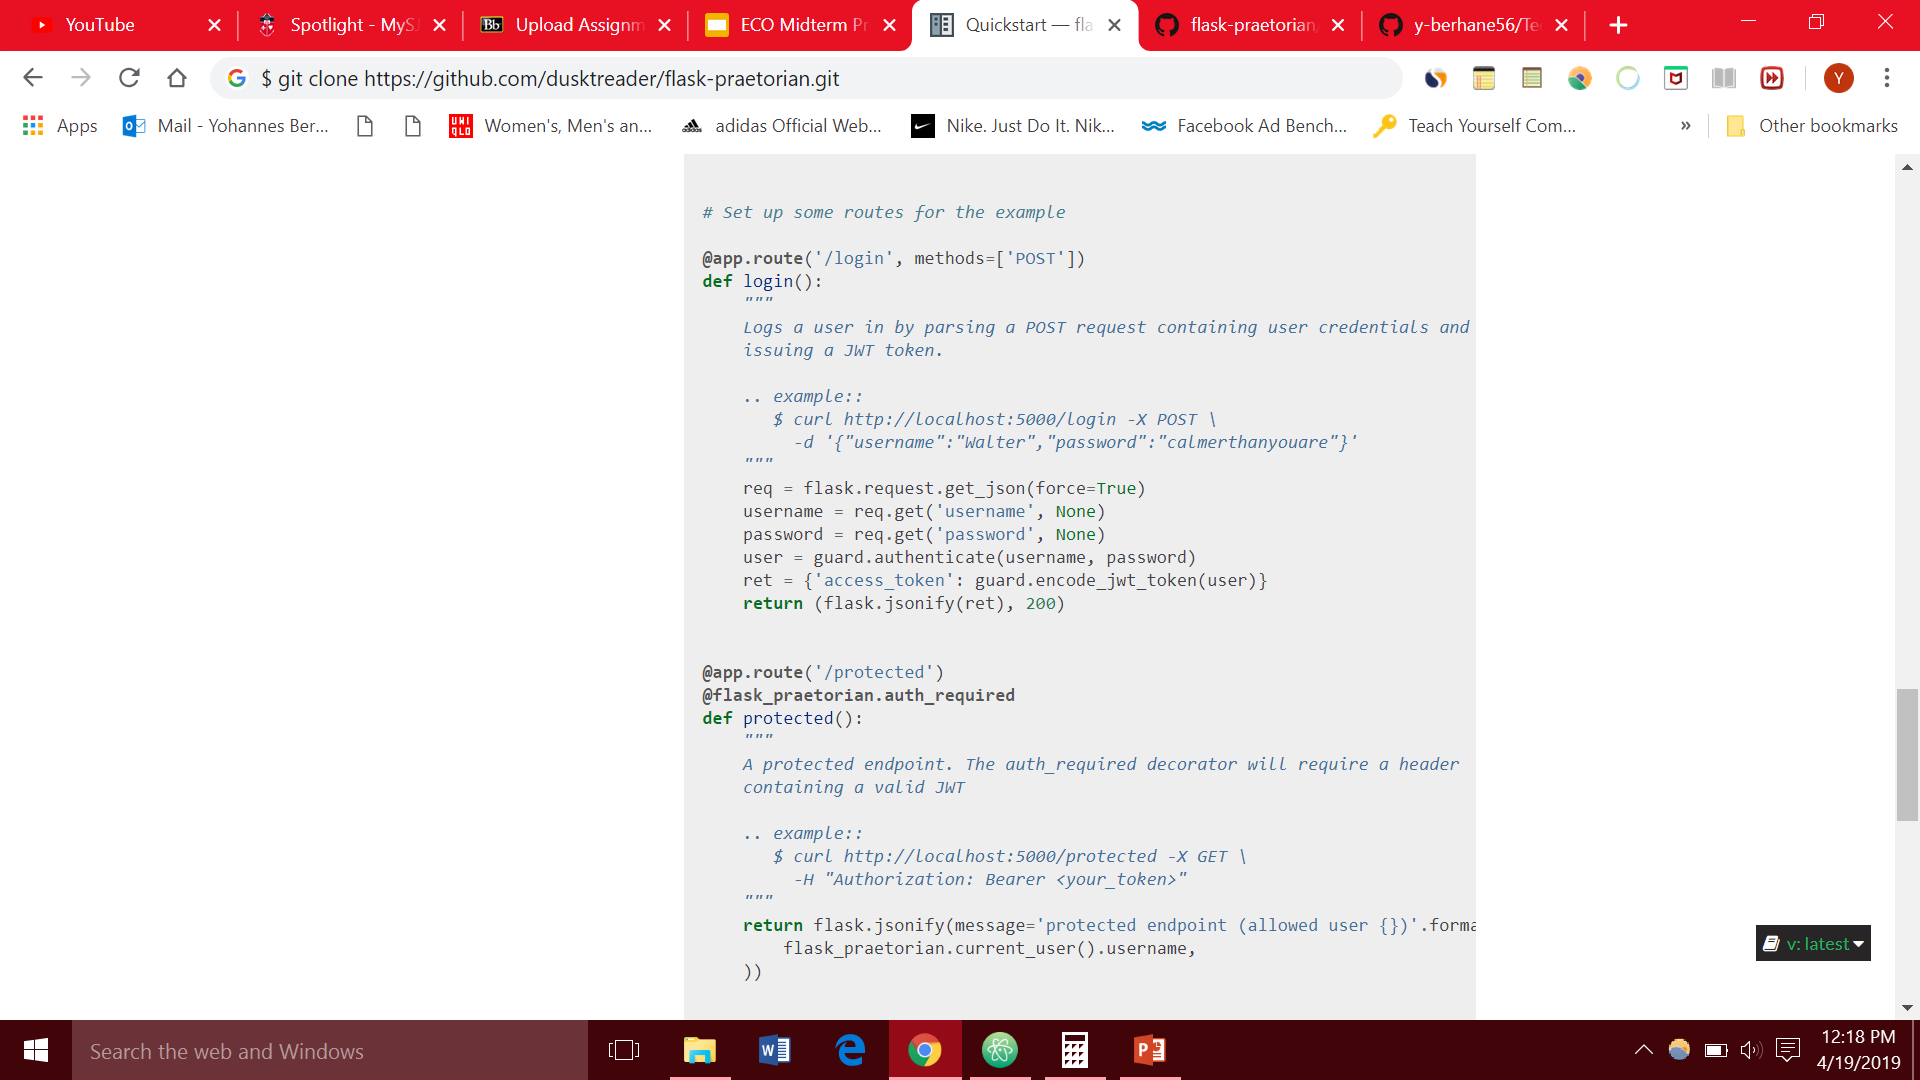 YouTube
Spotlight - MyS
Upload Assignm
ECO Midterm Pr
Quickstart — fla
flask-praetorian
y-berhane56/Te
$ git clone https://github.com/dusktreader/flask-praetorian.git
Y
Apps
Mail - Yohannes Ber...
UNI
QLO
Women's, Men's an...
adidas Official Web...
Nike. Just Do It. Nik...
Facebook Ad Bench...
Teach Yourself Com...
»
Other bookmarks
# Set up some routes for the example
@app.route('/login', methods=['POST'])
def login():
    """
    Logs a user in by parsing a POST request containing user credentials and
    issuing a JWT token.
    .. example::
       $ curl http://localhost:5000/login -X POST \
         -d '{"username":"Walter","password":"calmerthanyouare"}'
    """
    req = flask.request.get_json(force=True)
    username = req.get('username', None)
    password = req.get('password', None)
    user = guard.authenticate(username, password)
    ret = {'access_token': guard.encode_jwt_token(user)}
    return (flask.jsonify(ret), 200)
@app.route('/protected')
@flask_praetorian.auth_required
def protected():
    """
    A protected endpoint. The auth_required decorator will require a header
    containing a valid JWT
    .. example::
       $ curl http://localhost:5000/protected -X GET \
         -H "Authorization: Bearer <your_token>"
    """
    return flask.jsonify(message='protected endpoint (allowed user {})'.forma
        flask_praetorian.current_user().username,
    ))
v: latest
Search the web and Windows
12:18 PM
4/19/2019